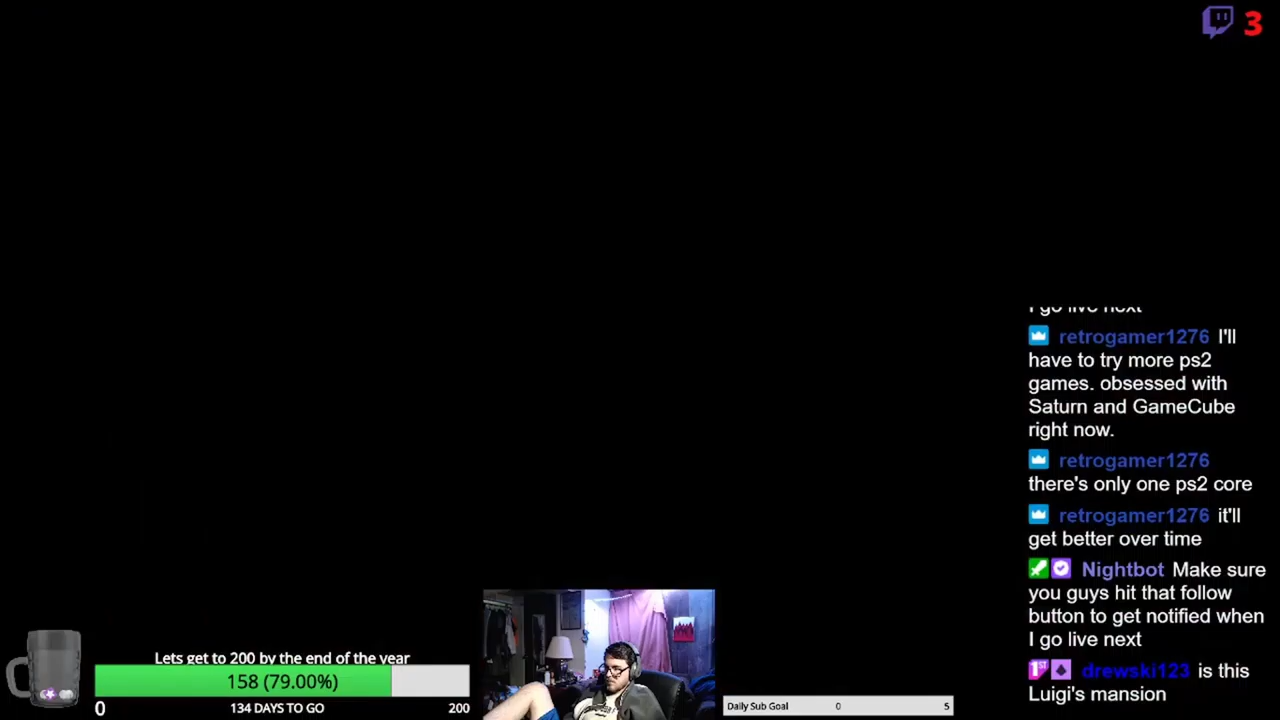 3
I go live next
retrogamer1276 I'll
have to try more ps2
games. obsessed with
Saturn and GameCube
right now.
retrogamer1276
there's only one ps2 core
retrogamer1276 it'll
get better over time
Nightbot Make sure
you guys hit that follow
button to get notified when
I go live next
1ST drewski123 is this
Luigi's mansion
Lets get to 200 by the end of the year
158 (79.00%)
0 134 DAYS TO GO 200
Daily Sub Goal 0 5